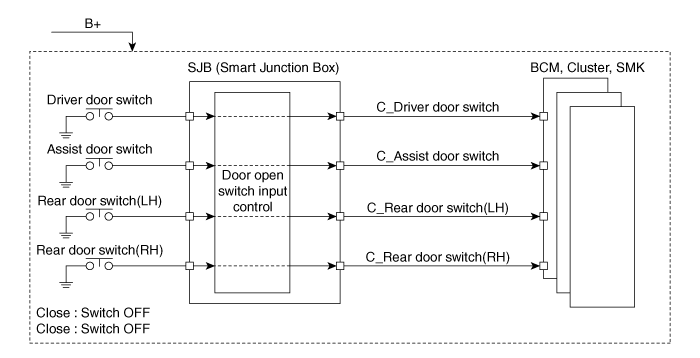 B+
SJB (Smart Junction Box)
BCM, Cluster, SMK
Driver door switch
C_Driver door switch
Assist door switch
C_Assist door switch
Door open
switch input
control
Rear door switch(LH)
C_Rear door switch(LH)
Rear door switch(RH)
C_Rear door switch(RH)
Close : Switch OFF
Close : Switch OFF